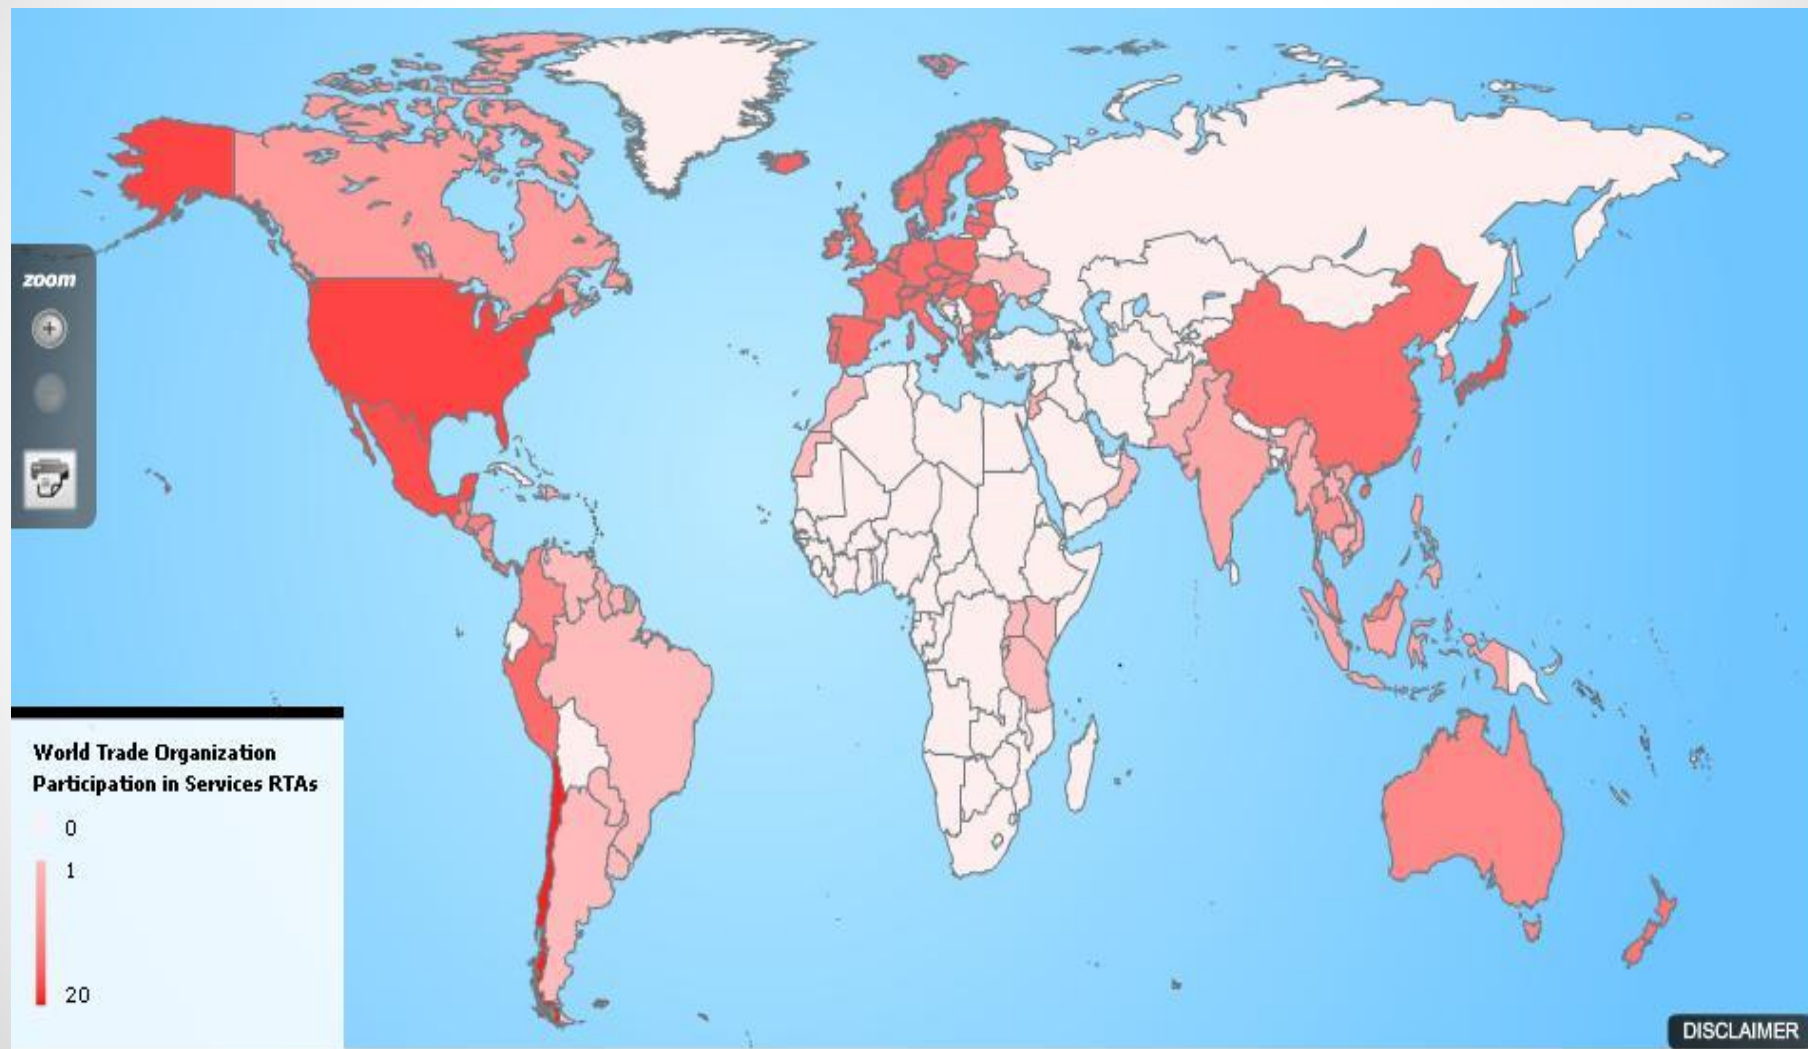 zoom
World Trade Organization
Participation in Services RTAs
0
1
20
DISCLAIMER